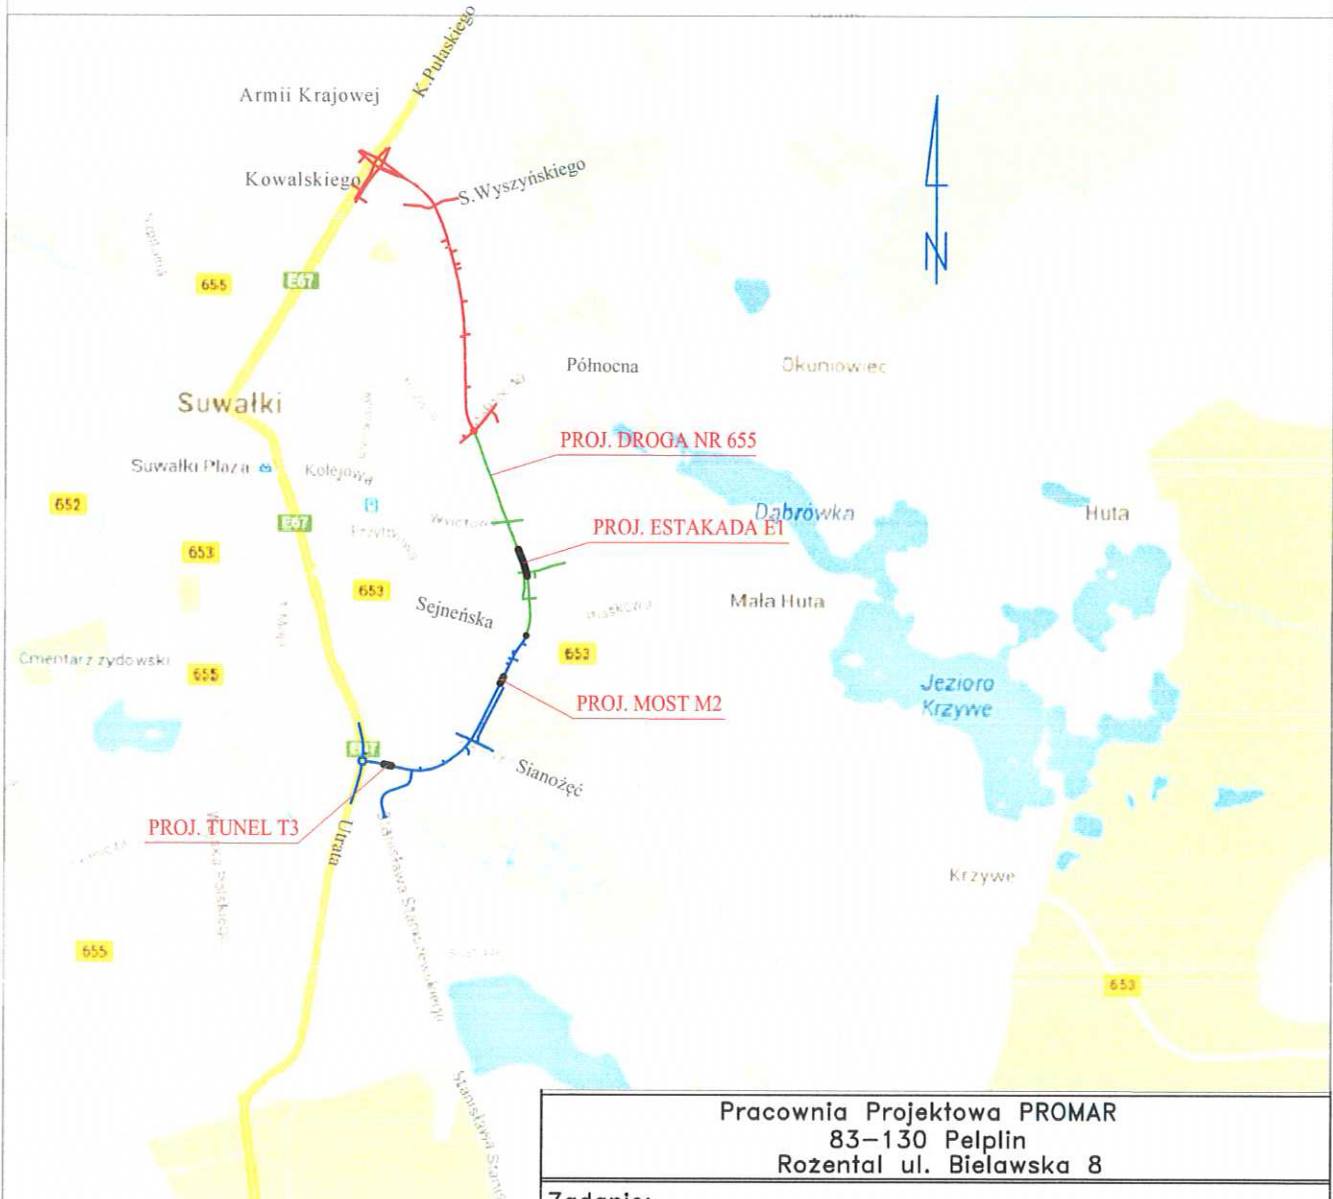 K.Pułaskiego
Armii Krajowej
Kowalskiego
S.Wyszyńskiego
N
655
E67
Północna
Okuniowiec
Suwałki
PROJ. DROGA NR 655
Suwałki Plaza
Kolejowa
652
E67
Dąbrówka
Huta
PROJ. ESTAKADA E1
653
653
Sejneńska
Mała Huta
Cmentarz żydowski
655
653
Jezioro
Krzywe
PROJ. MOST M2
E67
Sianożęć
PROJ. TUNEL T3
Utrata
Krzywe
655
Stanisława Staniszewskiego
653
Pracownia Projektowa PROMAR
83-130 Pelplin
Rożental ul. Bielawska 8